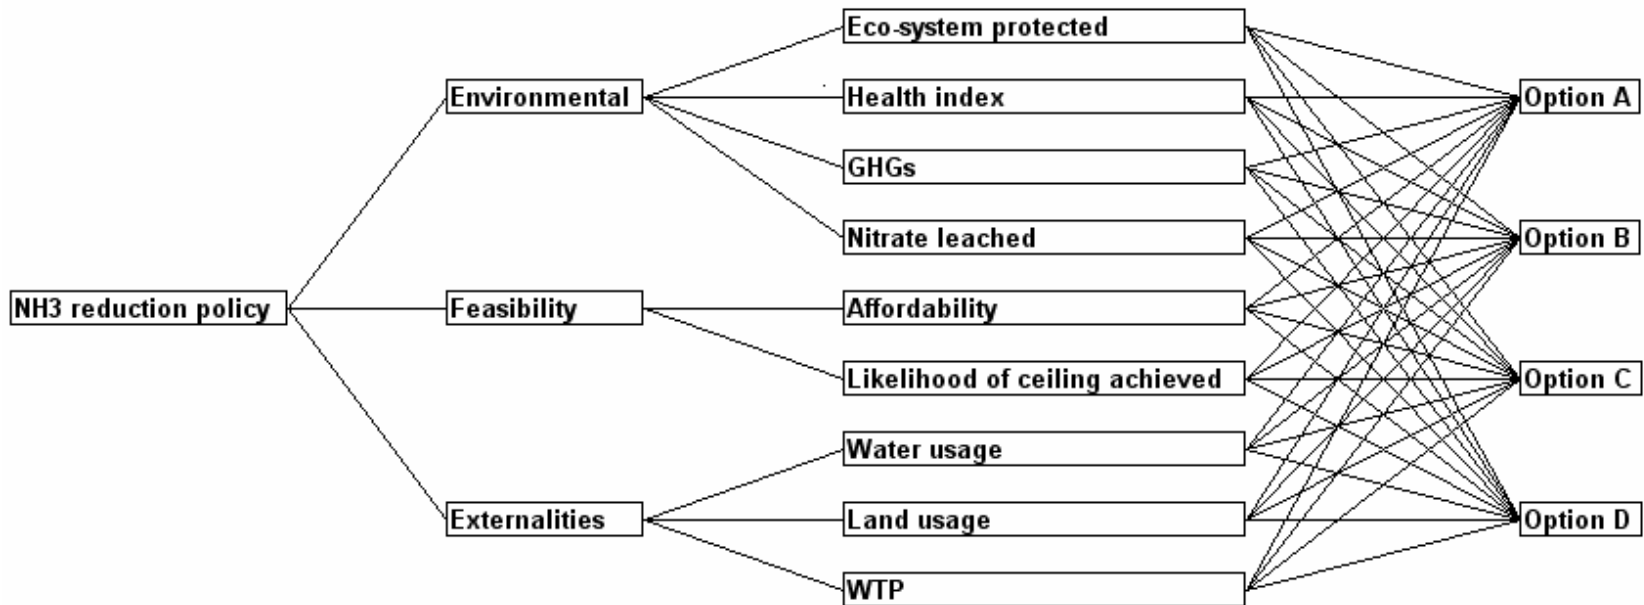 Eco-system protected
Environmental
Health index
Option A
GHGs
Nitrate leached
Option B
NH3 reduction policy
Feasibility
Affordability
Likelihood of ceiling achieved
Option C
Water usage
Externalities
Land usage
Option D
WTP